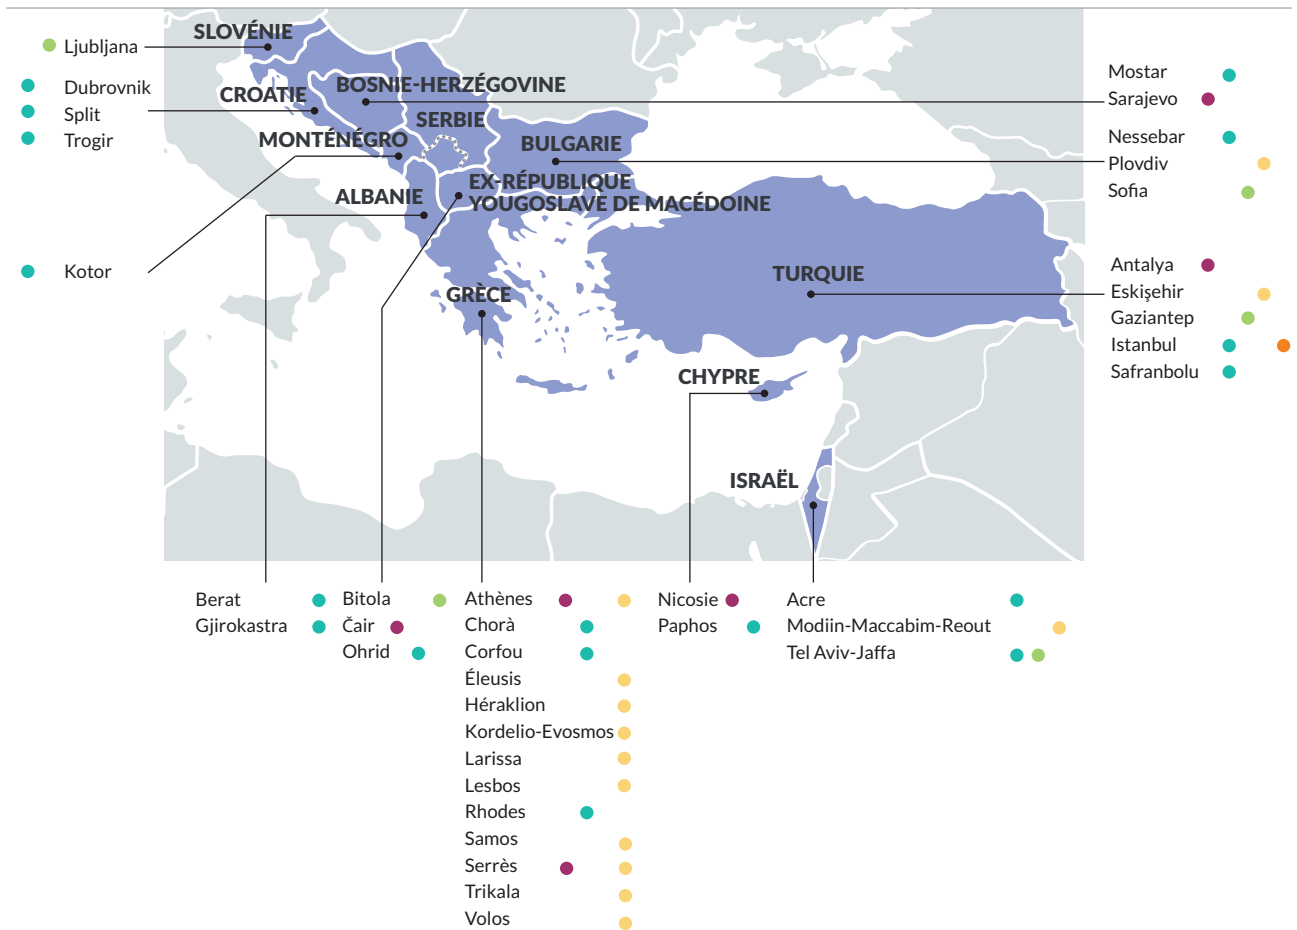 SLOVÉNIE
Ljubljana
Dubrovnik
CROATIE
Split
Trogir
BOSNIE-HERZÉGOVINE
Mostar
Sarajevo
SERBIE
MONTÉNÉGRO
Kotor
BULGARIE
Nessebar
Plovdiv
Sofia
ALBANIE
EX-RÉPUBLIQUE
YOUGOSLAVE DE MACÉDOINE
GRÈCE
TURQUIE
Antalya
Eskişehir
Gaziantep
Istanbul
Safranbolu
CHYPRE
ISRAËL
Berat
Gjirokastra
Bitola
Čair
Ohrid
Athènes
Chorà
Corfou
Éleusis
Héraklion
Kordelio-Evosmos
Larissa
Lesbos
Rhodes
Samos
Serrès
Trikala
Volos
Nicosie
Paphos
Acre
Modiin-Maccabim-Reout
Tel Aviv-Jaffa